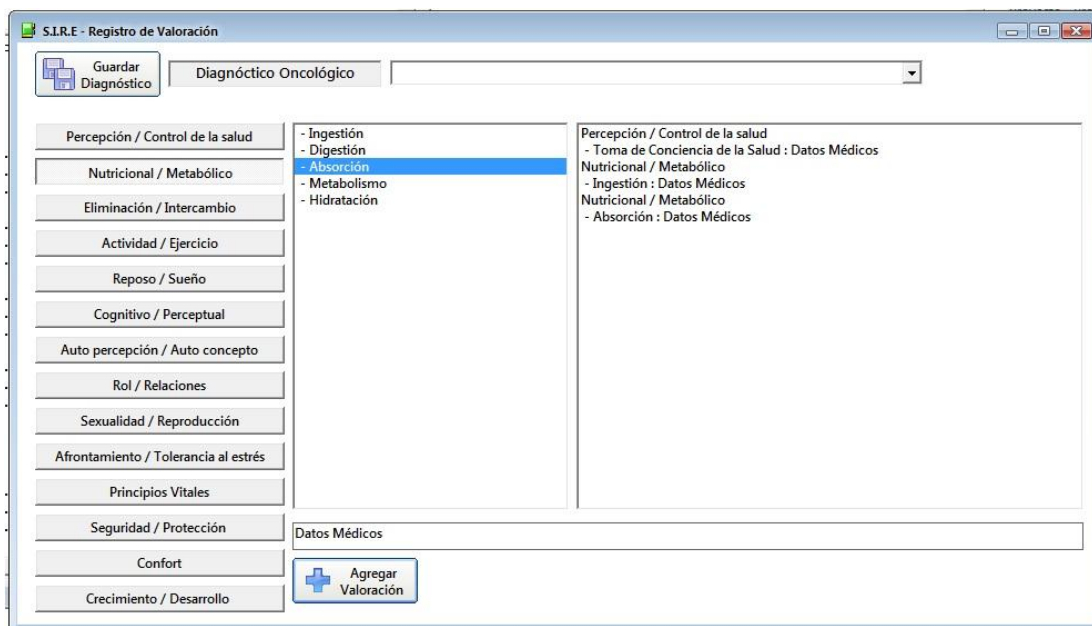 S.I.R.E - Registro de Valoración
Guardar
Diagnóstico
Diagnóctico Oncológico
Percepción / Control de la salud
Nutricional / Metabólico
Eliminación / Intercambio
Actividad / Ejercicio
Reposo / Sueño
Cognitivo / Perceptual
Auto percepción / Auto concepto
Rol / Relaciones
Sexualidad / Reproducción
Afrontamiento / Tolerancia al estrés
Principios Vitales
Seguridad / Protección
Confort
Crecimiento / Desarrollo
- Ingestión
- Digestión
- Absorción
- Metabolismo
- Hidratación
Percepción / Control de la salud
- Toma de Conciencia de la Salud : Datos Médicos
Nutricional / Metabólico
- Ingestión : Datos Médicos
Nutricional / Metabólico
- Absorción : Datos Médicos
Datos Médicos
Agregar
Valoración